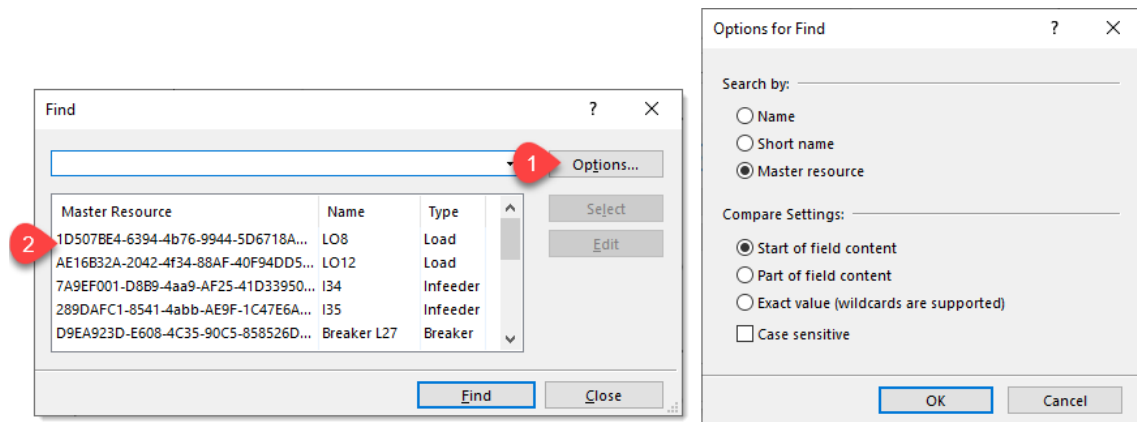 Find ? ×
1 Options...
Master Resource Name Type
2 1D507BE4-6394-4b76-9944-5D6718A... LO8 Load
AE16B32A-2042-4f34-88AF-40F94DD5... LO12 Load
7A9EF001-D8B9-4aa9-AF25-41D33950... I34 Infeeder
289DAFC1-8541-4abb-AE9F-1C47E6A... I35 Infeeder
D9EA923D-E608-4C35-90C5-858526D... Breaker L27 Breaker
Select
Edit
Find Close
Options for Find ? ×
Search by:
Name
Short name
Master resource
Compare Settings:
Start of field content
Part of field content
Exact value (wildcards are supported)
Case sensitive
OK Cancel